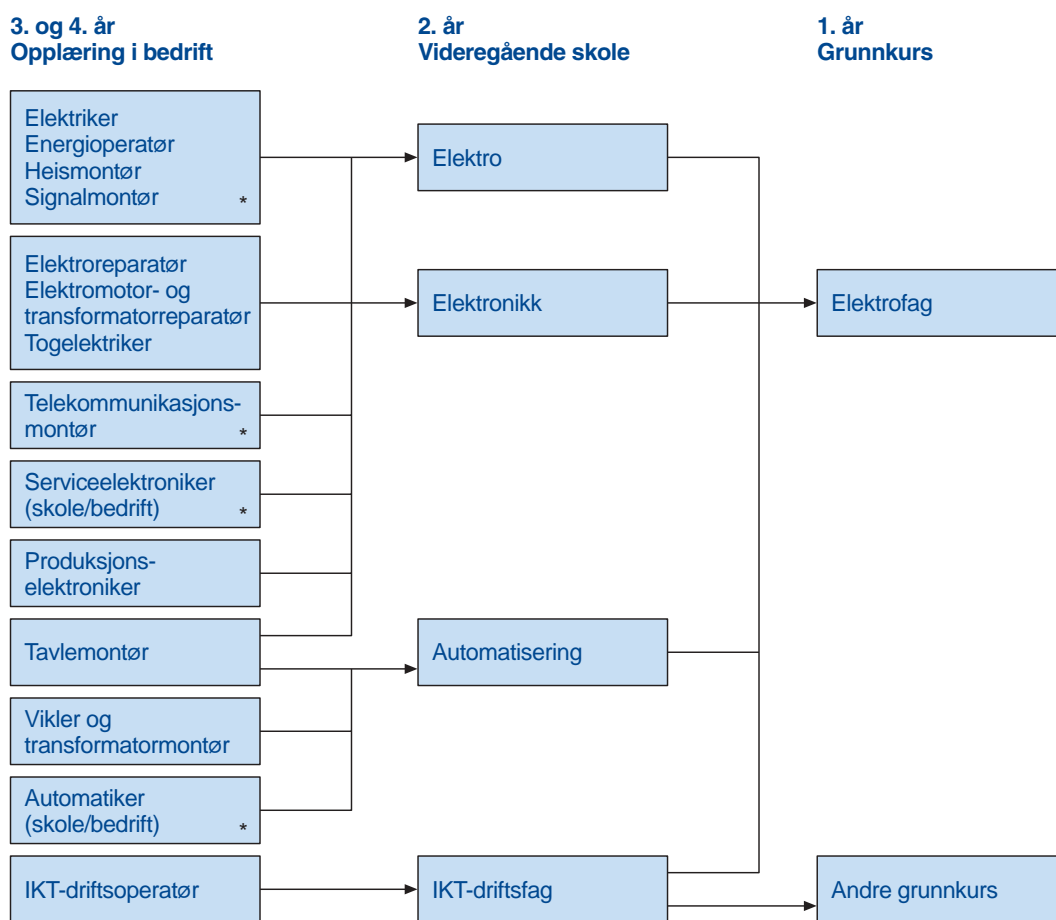 3. og 4. år
Opplæring i bedrift
2. år
Videregående skole
1. år
Grunnkurs
Elektriker
Energioperatør
Heismontør
Signalmontør *
Elektro
Elektroreparatør
Elektromotor- og
transformatorreparatør
Togelektriker
Elektronikk
Elektrofag
Telekommunikasjons-
montør *
Serviceelektroniker
(skole/bedrift) *
Produksjons-
elektroniker
Tavlemontør
Automatisering
Vikler og
transformatormontør
Automatiker
(skole/bedrift) *
IKT-driftsoperatør
IKT-driftsfag
Andre grunnkurs